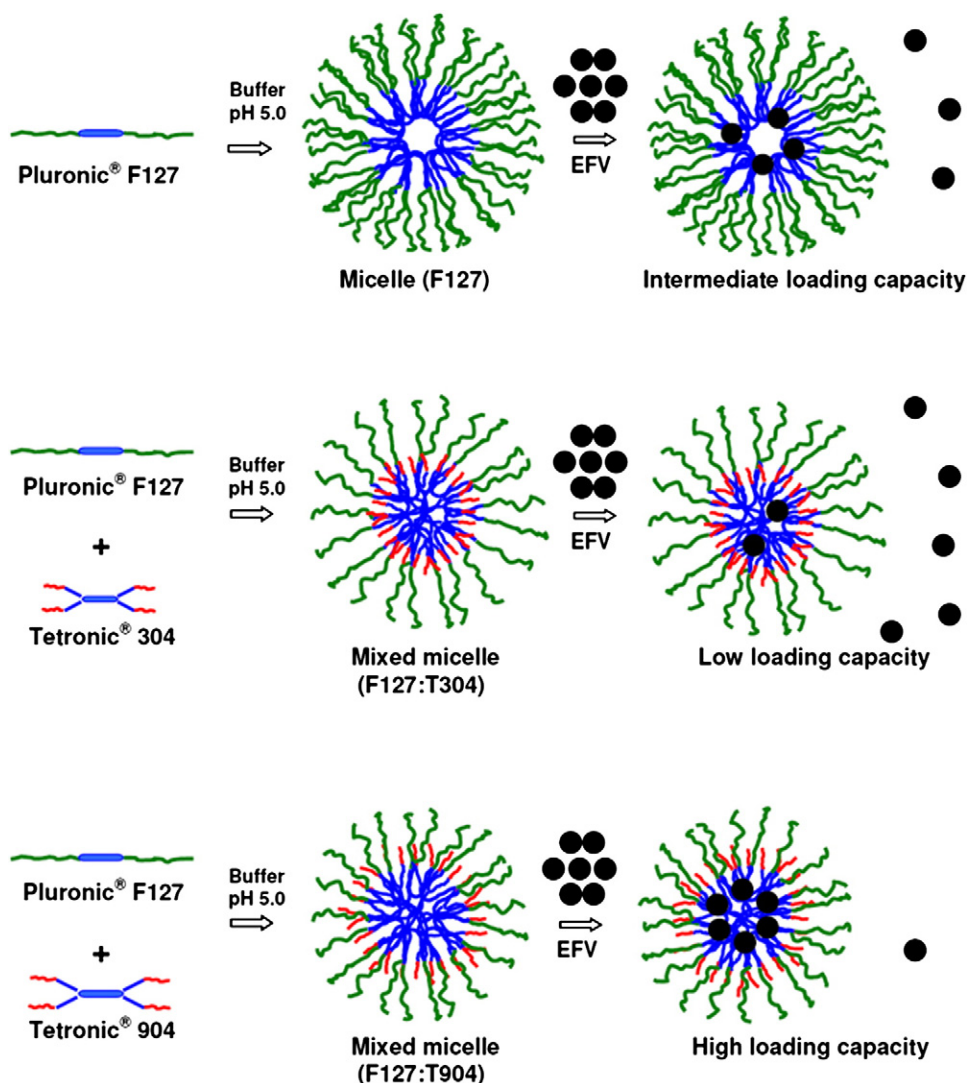 Pluronic® F127
Buffer
pH 5.0
Micelle (F127)
EFV
Intermediate loading capacity
Pluronic® F127
+
Tetronic® 304
Buffer
pH 5.0
Mixed micelle
(F127:T304)
EFV
Low loading capacity
Pluronic® F127
+
Tetronic® 904
Buffer
pH 5.0
Mixed micelle
(F127:T904)
EFV
High loading capacity